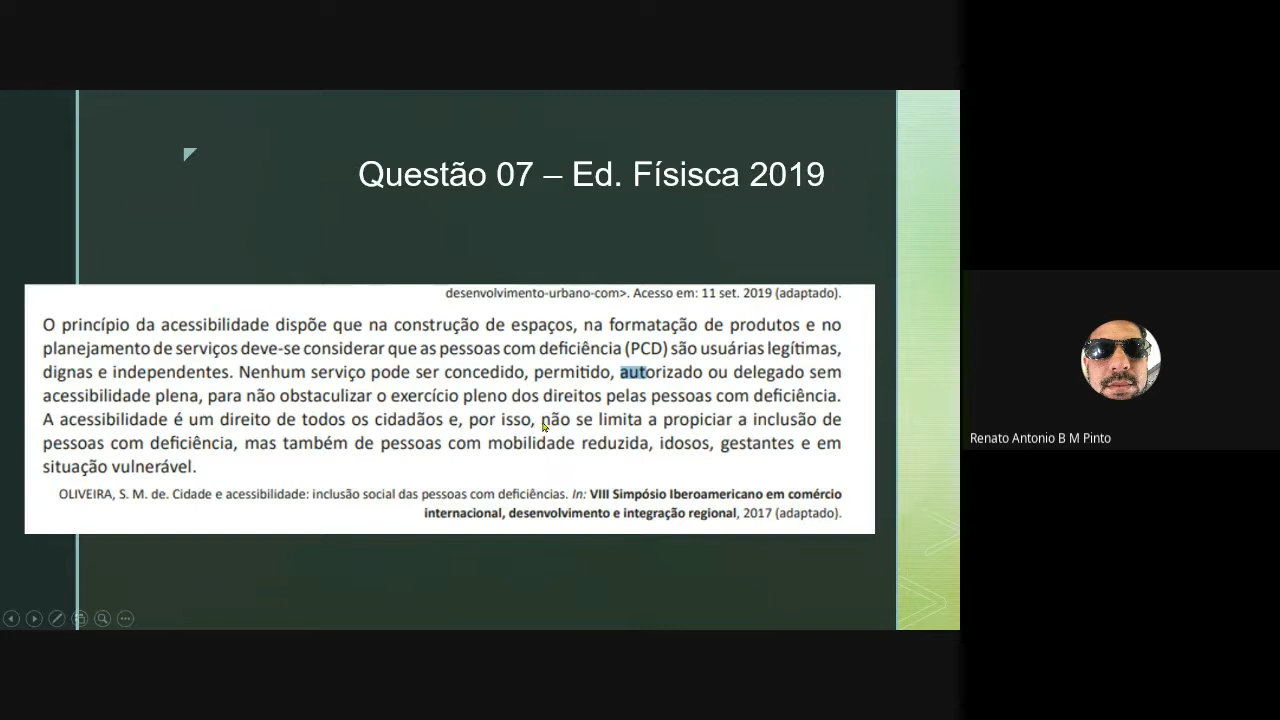 Questão 07 – Ed. Físisca 2019
desenvolvimento-urbano-com>. Acesso em: 11 set. 2019 (adaptado).
O princípio da acessibilidade dispõe que na construção de espaços, na formatação de produtos e no
planejamento de serviços deve-se considerar que as pessoas com deficiência (PCD) são usuárias legítimas,
dignas e independentes. Nenhum serviço pode ser concedido, permitido, autorizado ou delegado sem
acessibilidade plena, para não obstaculizar o exercício pleno dos direitos pelas pessoas com deficiência.
A acessibilidade é um direito de todos os cidadãos e, por isso, não se limita a propiciar a inclusão de
pessoas com deficiência, mas também de pessoas com mobilidade reduzida, idosos, gestantes e em
situação vulnerável.
OLIVEIRA, S. M. de. Cidade e acessibilidade: inclusão social das pessoas com deficiências. In: VIII Simpósio Iberoamericano em comércio
internacional, desenvolvimento e integração regional, 2017 (adaptado).
Renato Antonio B M Pinto